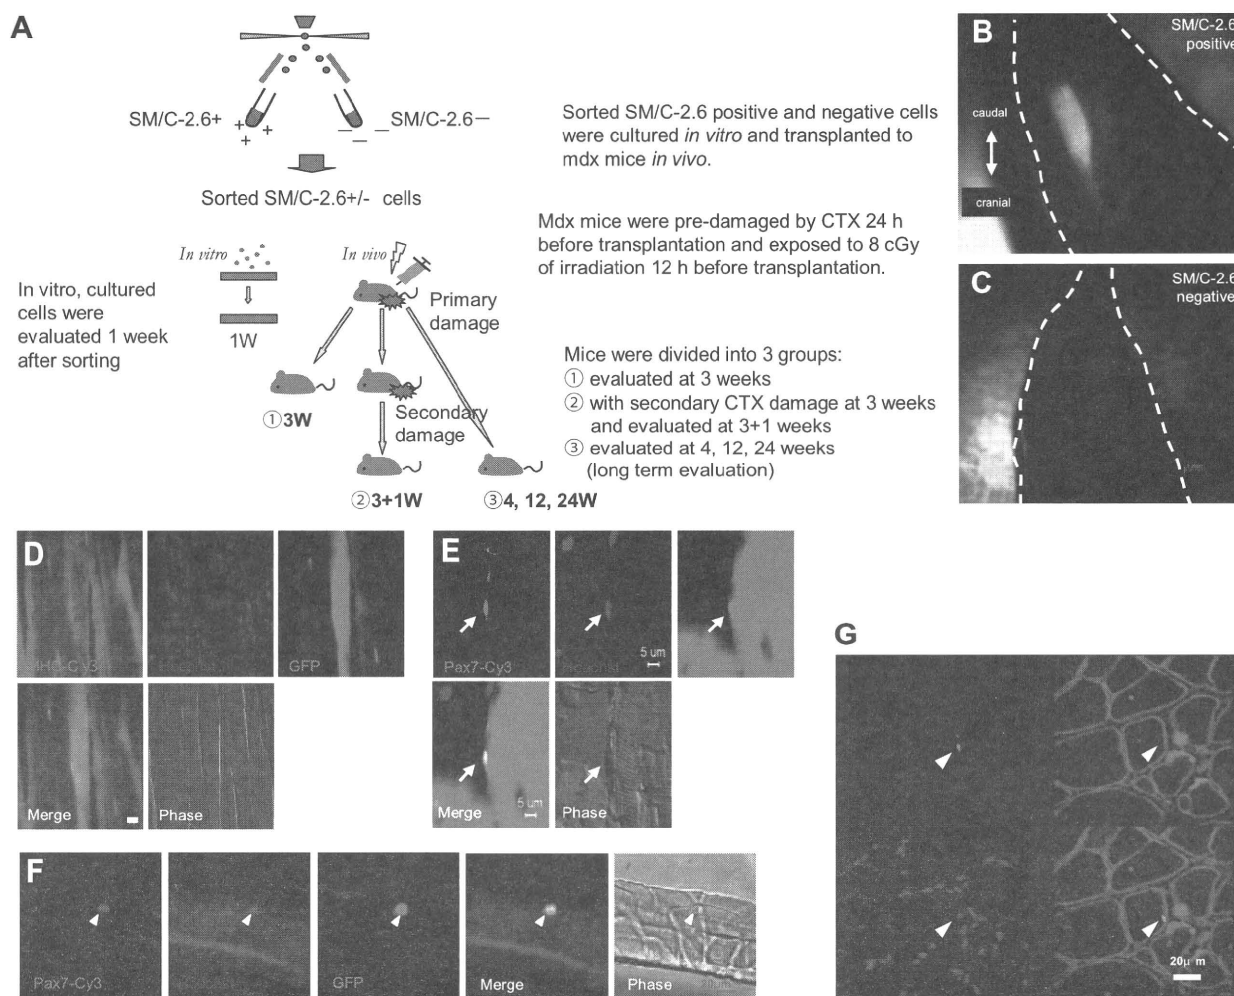 A
SM/C-2.6+
+ + +
— — —
SM/C-2.6—
Sorted SM/C-2.6+/- cells
Sorted SM/C-2.6 positive and negative cells
were cultured in vitro and transplanted to
mdx mice in vivo.
Mdx mice were pre-damaged by CTX 24 h
before transplantation and exposed to 8 cGy
of irradiation 12 h before transplantation.
In vitro
In vivo
In vitro, cultured
cells were
evaluated 1 week
after sorting
1W
Primary
damage
①3W
Secondary
damage
②3+1W
③4, 12, 24W
Mice were divided into 3 groups:
① evaluated at 3 weeks
② with secondary CTX damage at 3 weeks
and evaluated at 3+1 weeks
③ evaluated at 4, 12, 24 weeks
(long term evaluation)
B
SM/C-2.6
positive
caudal
cranial
C
SM/C-2.6
negative
D
MHC-Cy3
GFP
Merge
Phase
E
Pax7-Cy3
Hoechst
5 um
Merge
5 um
Phase
F
Pax7-Cy3
GFP
Merge
Phase
G
20μ m